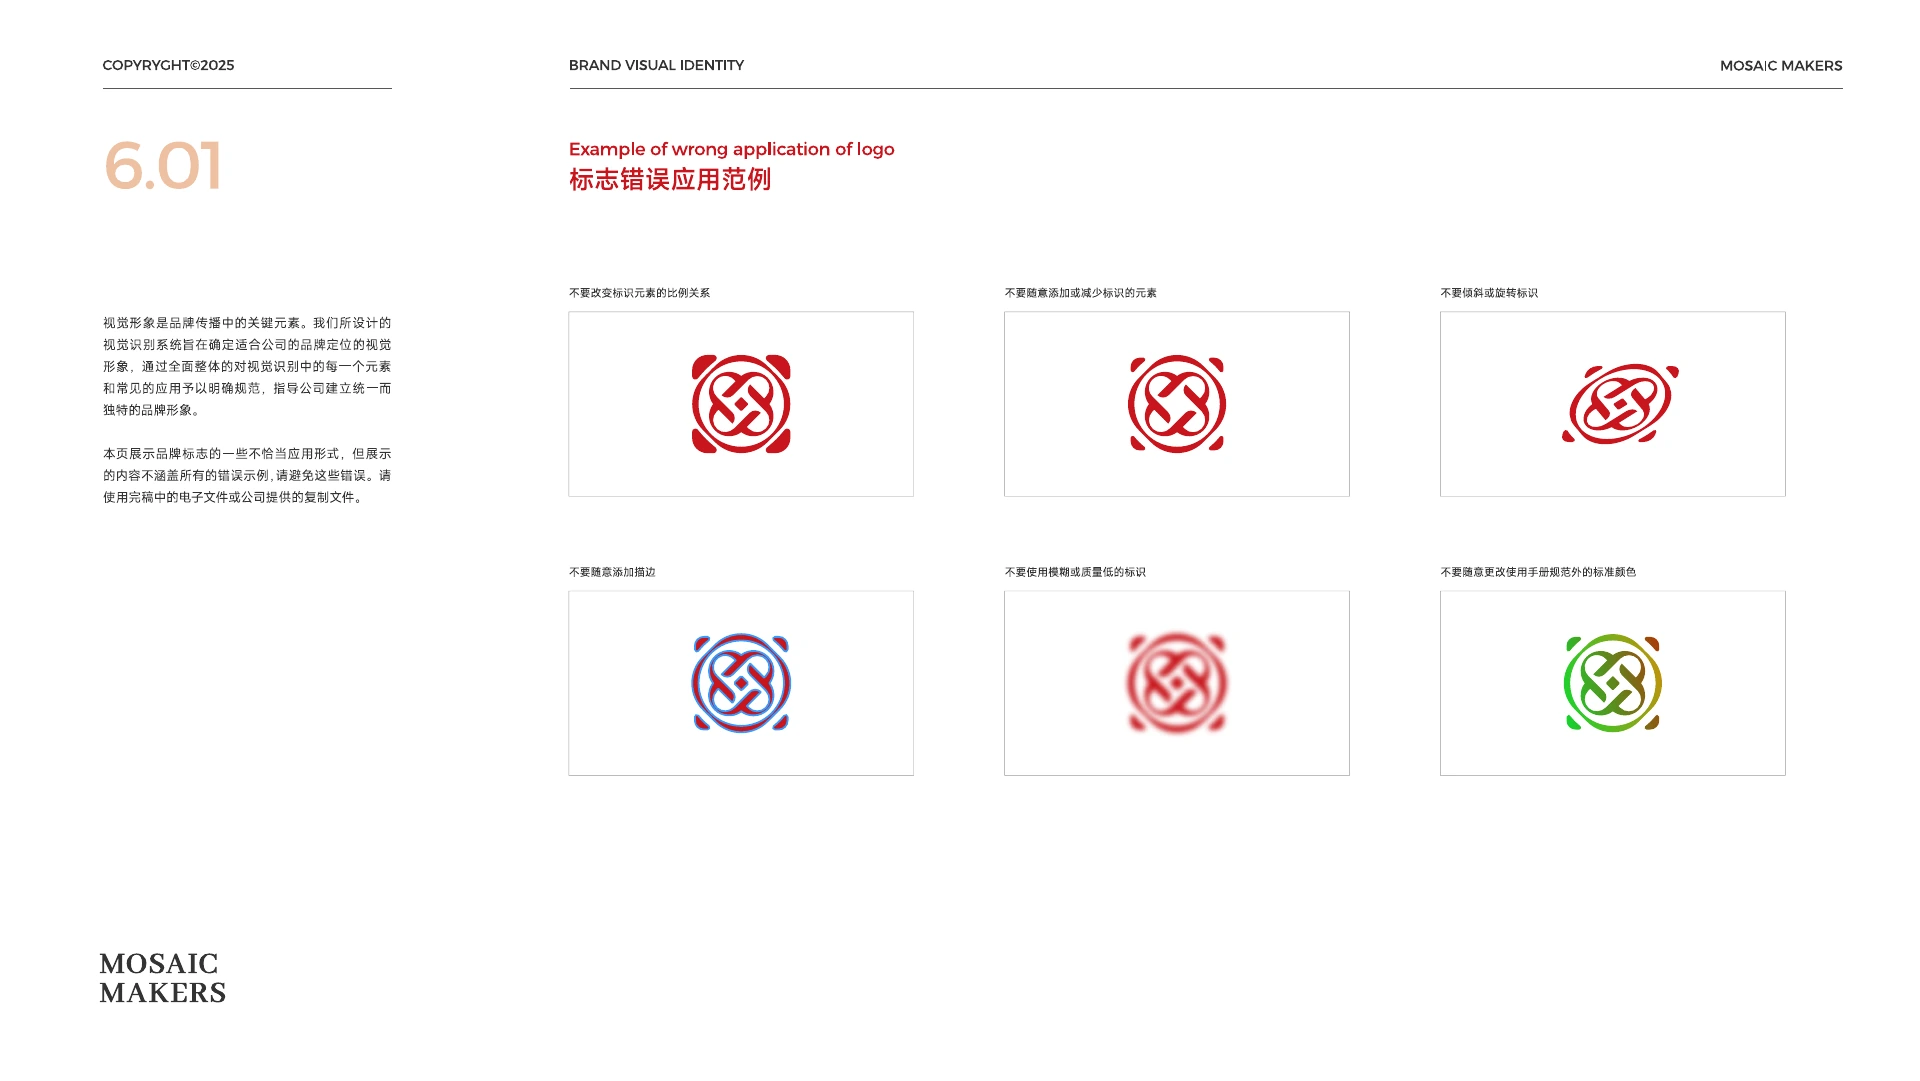 COPYRYGHT©2025
BRAND VISUAL IDENTITY
MOSAIC MAKERS
6.01
Example of wrong application of logo
标志错误应用范例
视觉形象是品牌传播中的关键元素。我们所设计的
视觉识别系统旨在确定适合公司的品牌定位的视觉
形象，通过全面整体的对视觉识别中的每一个元素
和常见的应用予以明确规范，指导公司建立统一而
独特的品牌形象。
本页展示品牌标志的一些不恰当应用形式，但展示
的内容不涵盖所有的错误示例,请避免这些错误。请
使用完稿中的电子文件或公司提供的复制文件。
不要改变标识元素的比例关系
不要随意添加或减少标识的元素
不要倾斜或旋转标识
不要随意添加描边
不要使用模糊或质量低的标识
不要随意更改使用手册规范外的标准颜色
MOSAIC
MAKERS